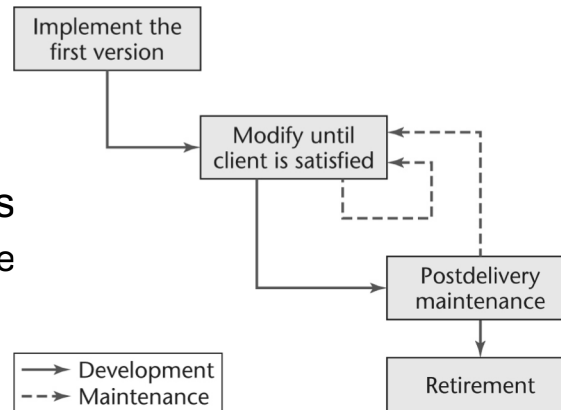 Implement the
first version
Modify until
client is satisfied
s
e
Postdelivery
maintenance
Development
Maintenance
Retirement